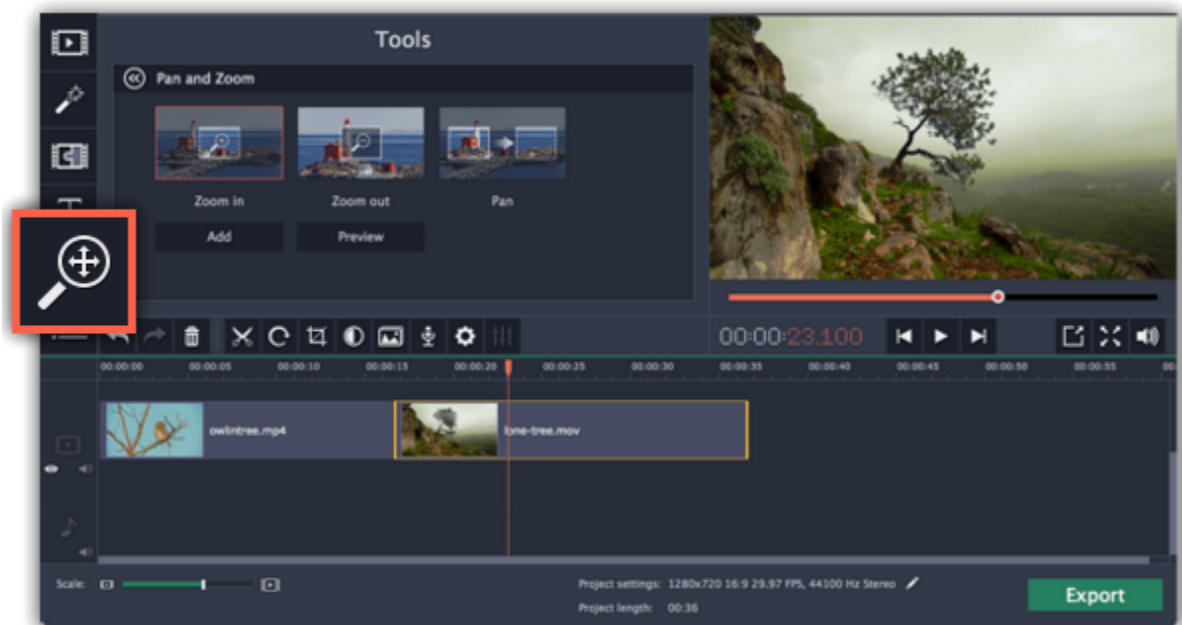 Tools
Pan and Zoom
Zoom in
Zoom out
Pan
Add
Preview
00:00:23.100
00:00:00 00:00:05 00:00:10 00:00:15 00:00:20 00:00:25 00:00:30 00:00:35 00:00:40 00:00:45 00:00:50 00:00:55 00:
owlintree.mp4
lone-tree.mov
Scale:
Project settings: 1280x720 16:9 29.97 FPS, 44100 Hz Stereo
Project length: 00:36
Export